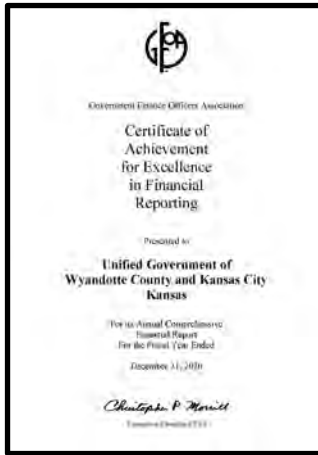 GFOA
Government Finance Officers Association
Certificate of
Achievement
for Excellence
in Financial
Reporting
Presented to
Unified Government of
Wyandotte County and Kansas City
Kansas
For its Annual Comprehensive
Financial Report
For the Fiscal Year Ended
December 31, 2020
Christopher P. Morrill
Executive Director/CEO